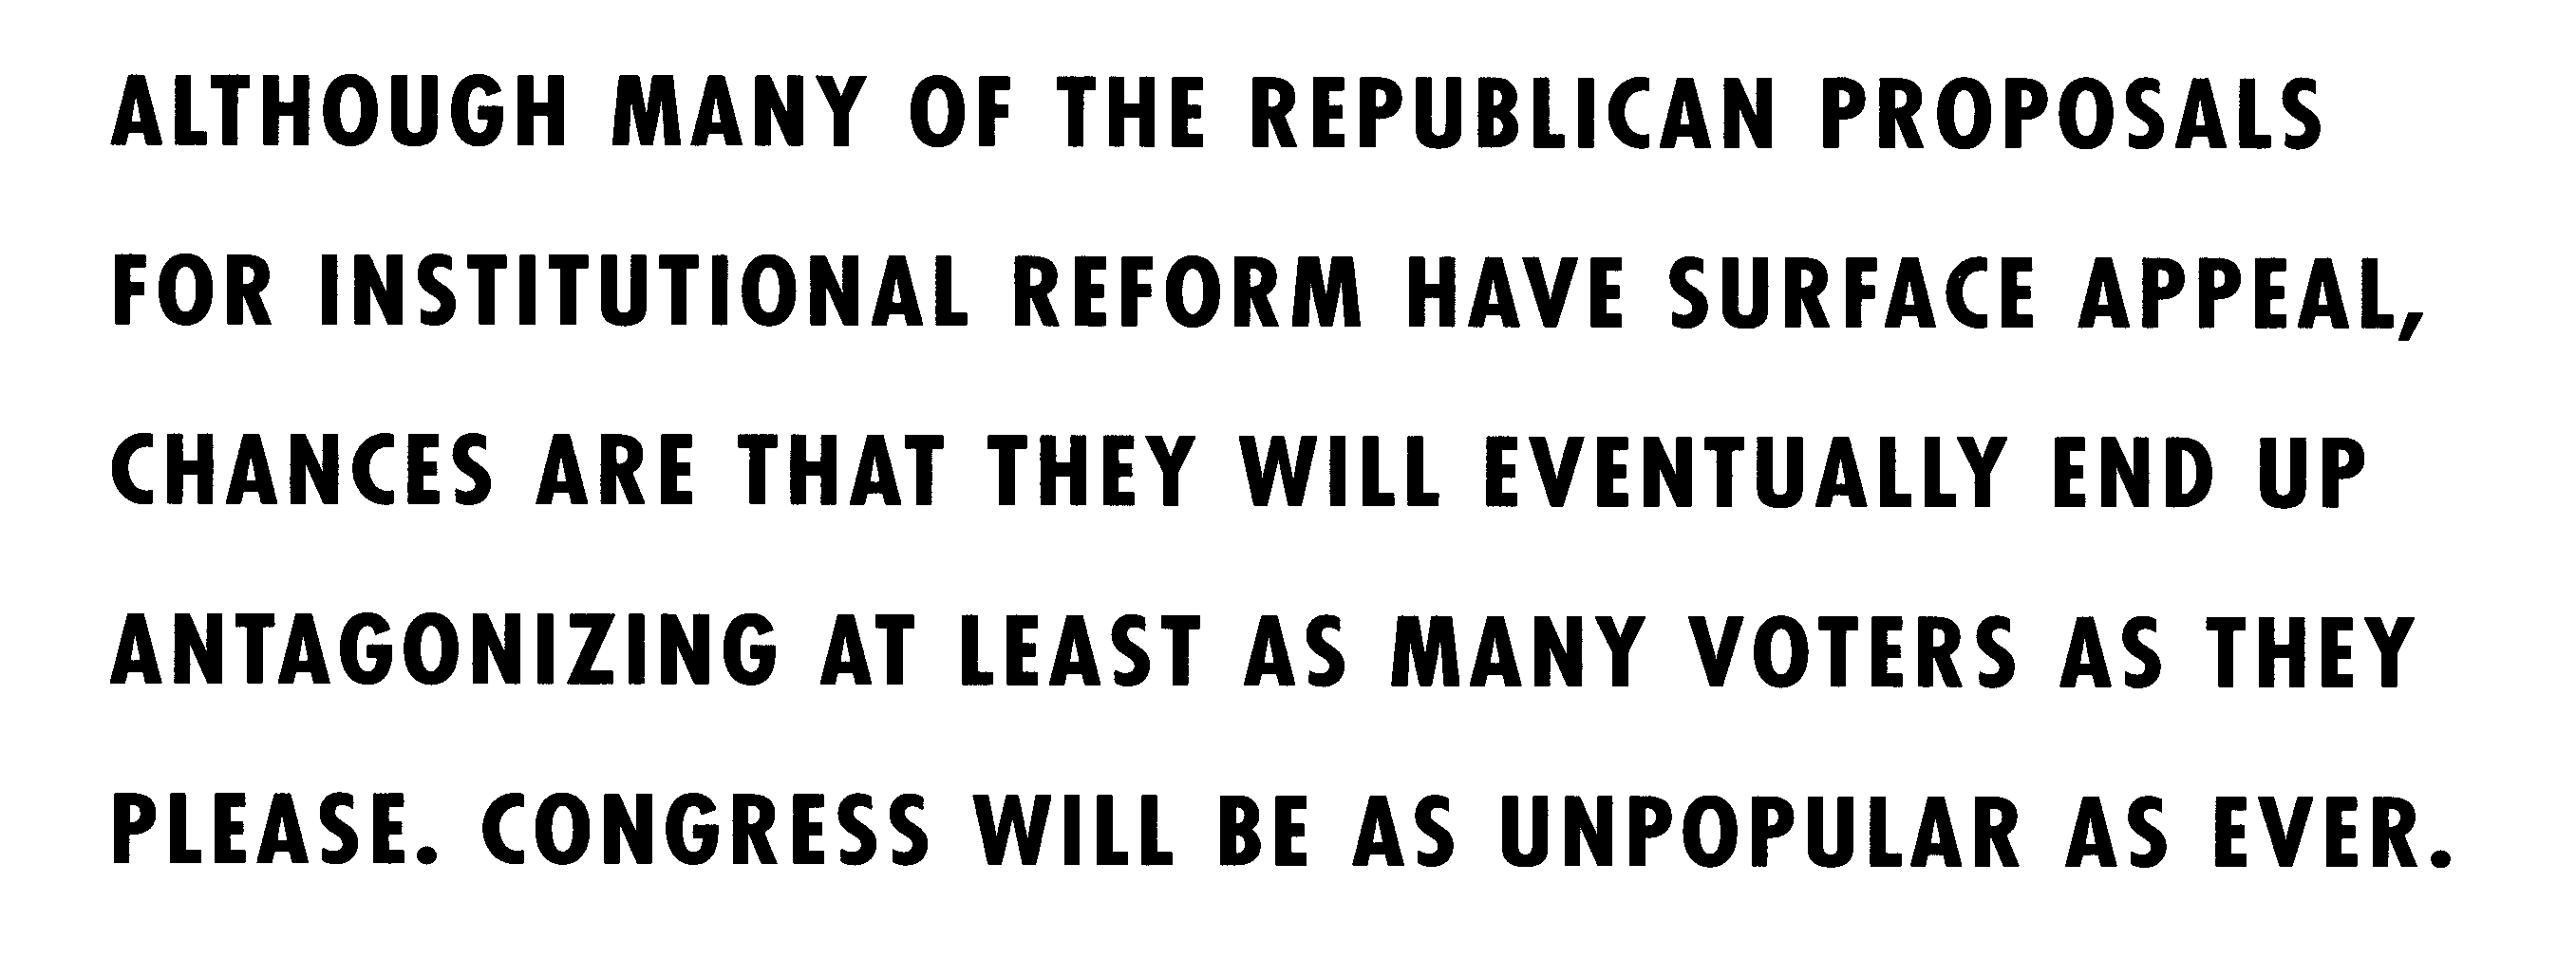 ALTHOUGH MANY OF THE REPUBLICAN PROPOSALS
FOR INSTITUTIONAL REFORM HAVE SURFACE APPEAL,
CHANCES ARE THAT THEY WILL EVENTUALLY END UP
ANTAGONIZING AT LEAST AS MANY VOTERS AS THEY
PLEASE. CONGRESS WILL BE AS UNPOPULAR AS EVER.